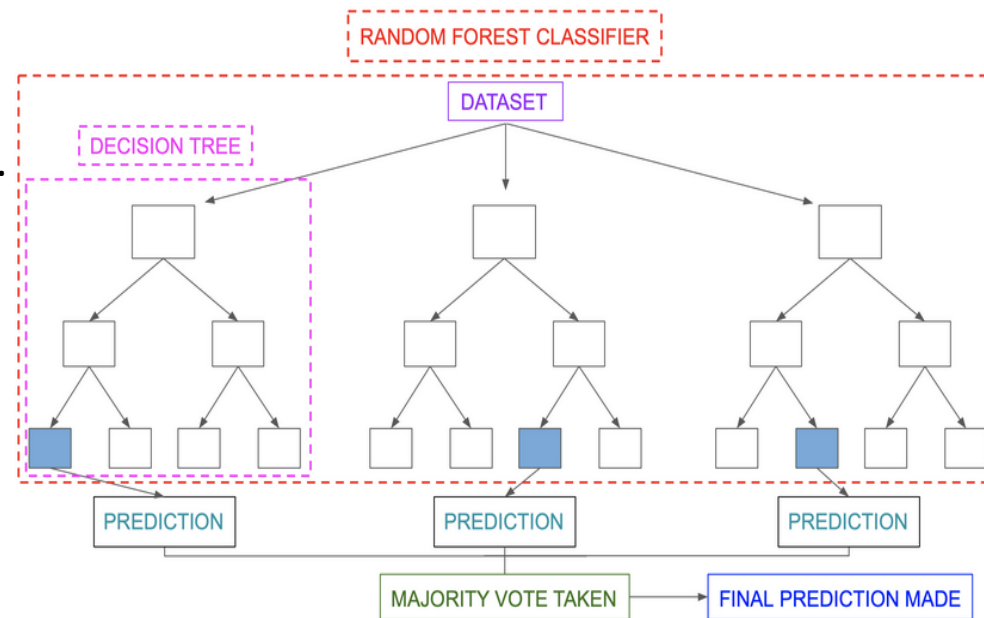 RANDOM FOREST CLASSIFIER
DATASET
DECISION TREE
PREDICTION
PREDICTION
PREDICTION
MAJORITY VOTE TAKEN
FINAL PREDICTION MADE